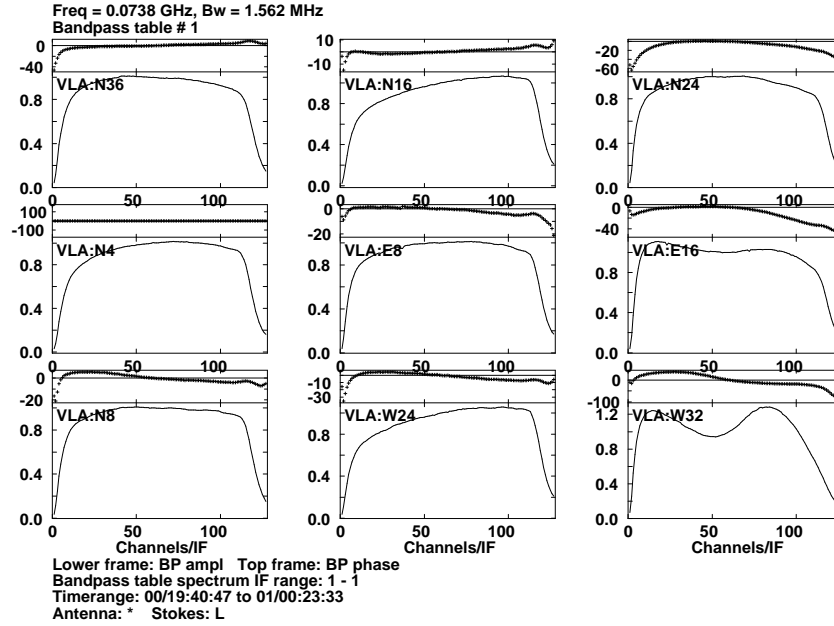 Freq = 0.0738 GHz, Bw = 1.562 MHz
Bandpass table # 1
0
-40
VLA:N36
0.8
0.4
0.0
0 50 100
10
-10
VLA:N16
0.8
0.4
0.0
0 50 100
-20
-60
VLA:N24
0.8
0.4
0.0
0 50 100
100
-100
VLA:N4
0.8
0.4
0.0
0 50 100
0
-20
VLA:E8
0.8
0.4
0.0
0 50 100
0
-40
VLA:E16
0.8
0.4
0.0
0 50 100
0
-20
VLA:N8
0.8
0.4
0.0
0 50 100
Channels/IF
-10
-30
VLA:W24
0.8
0.4
0.0
0 50 100
Channels/IF
0
-100
VLA:W32
1.2
0.8
0.4
0.0
0 50 100
Channels/IF
Lower frame: BP ampl Top frame: BP phase
Bandpass table spectrum IF range: 1 - 1
Timerange: 00/19:40:47 to 01/00:23:33
Antenna: * Stokes: L